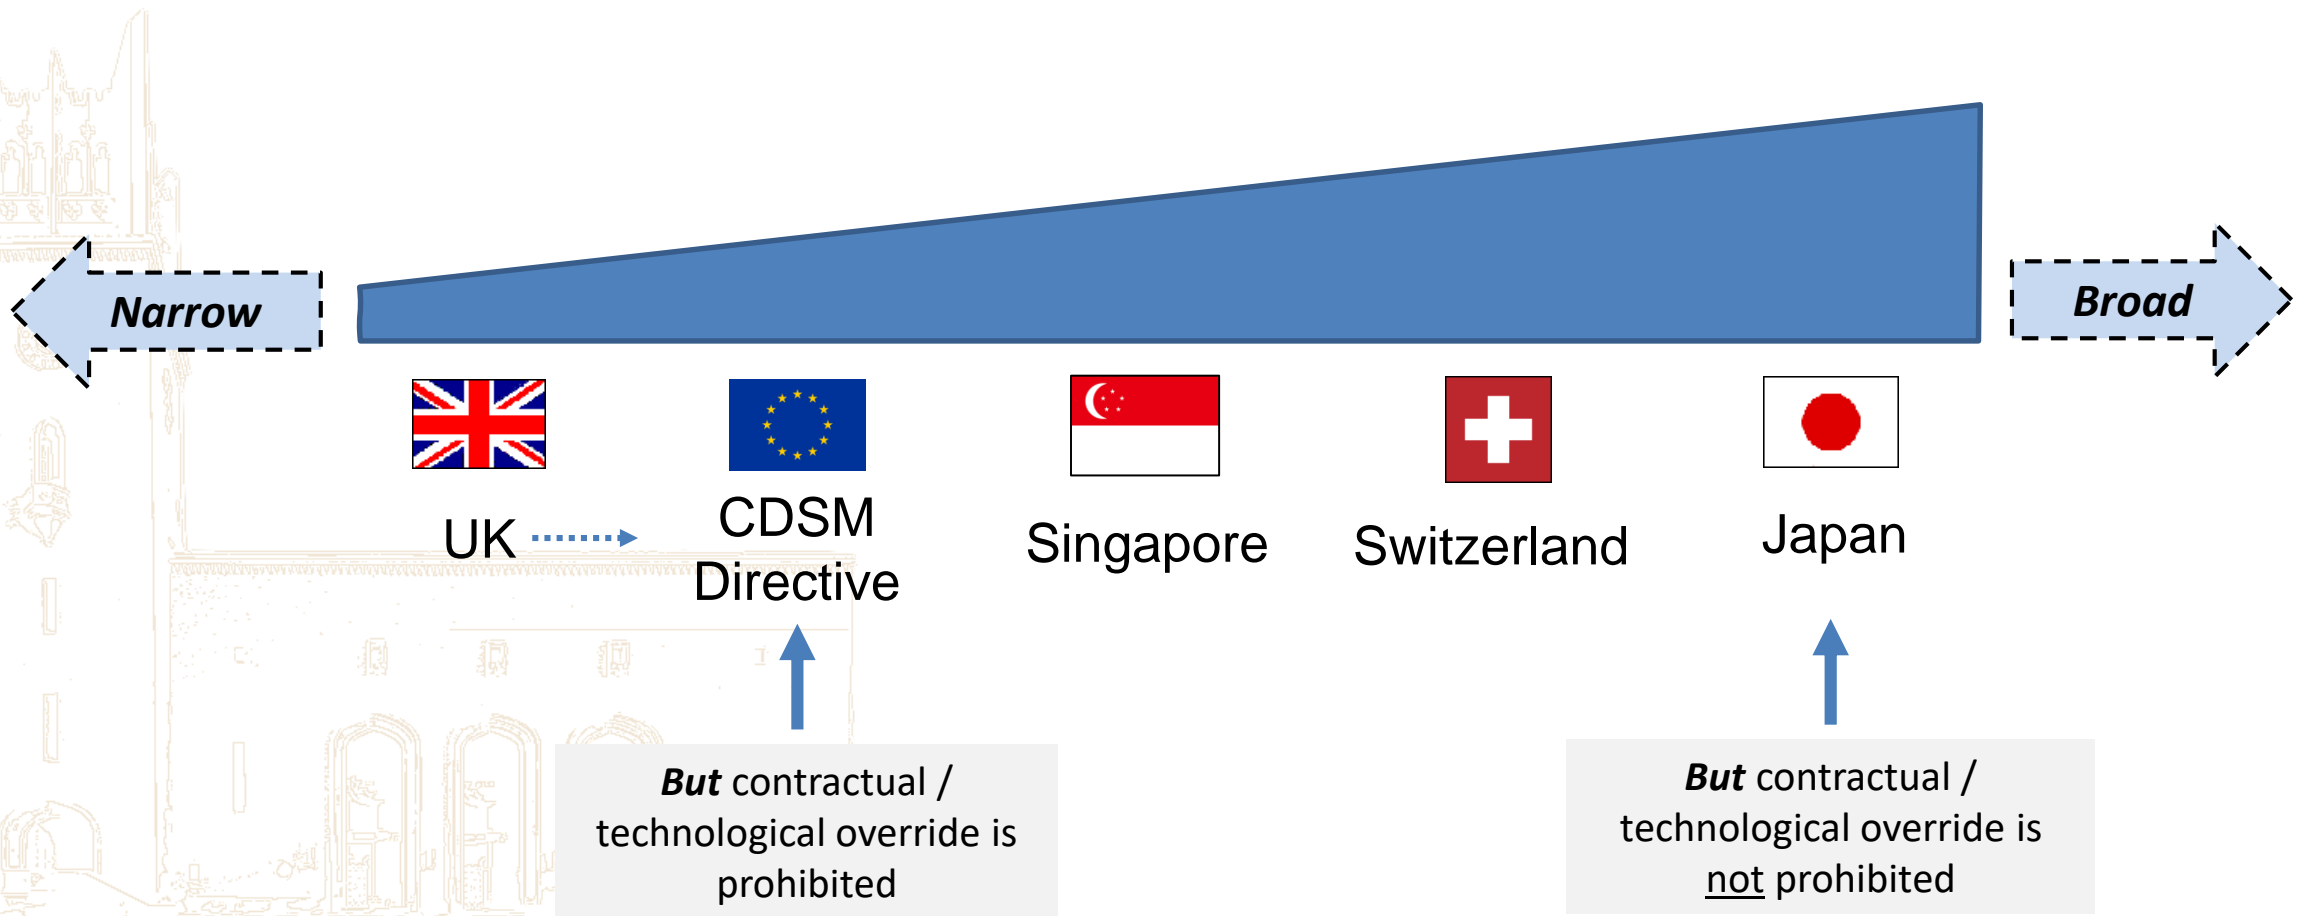 Narrow
Broad
UK
CDSM
Directive
Singapore
Switzerland
Japan
But contractual /
technological override is
prohibited
But contractual /
technological override is
not prohibited